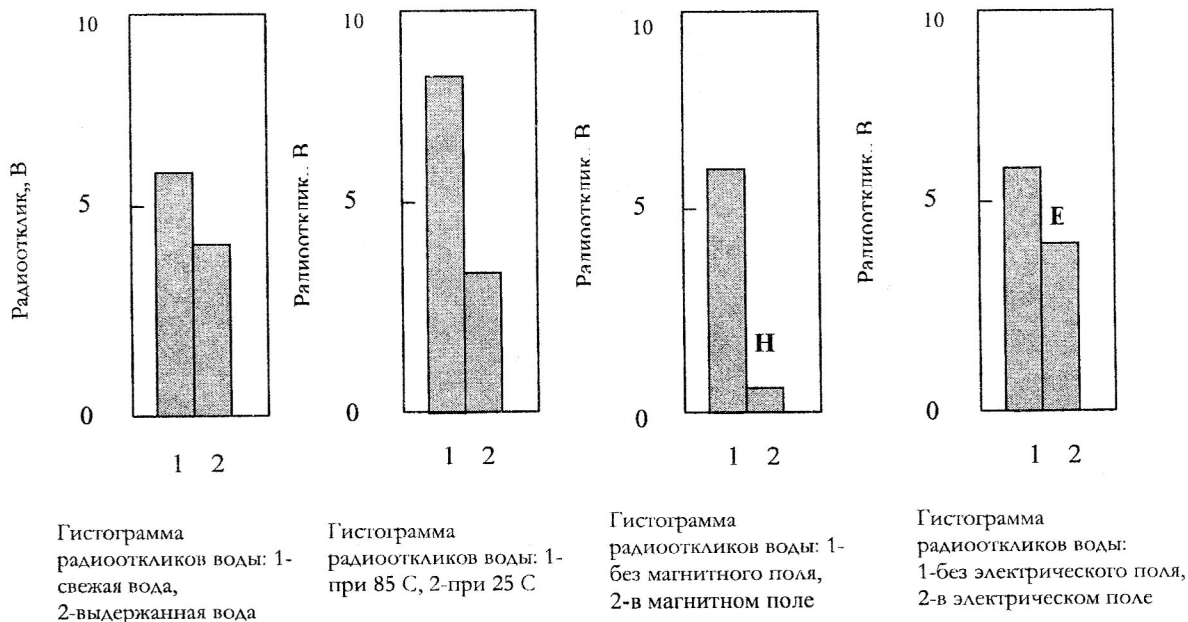 10
5
0
Радиоотклик,, В
1 2
Гистограмма
радиооткликов воды: 1-
свежая вода,
2-выдержанная вода
10
5
0
Радиоотклик.. В
1 2
Гистограмма
радиооткликов воды: 1-
при 85 С, 2-при 25 С
10
5
0
Радиоотклик.. В
H
1 2
Гистограмма
радиооткликов воды: 1-
без магнитного поля,
2-в магнитном поле
10
5
0
Радиоотклик.. В
E
1 2
Гистограмма
радиооткликов воды:
1-без электрического поля,
2-в электрическом поле